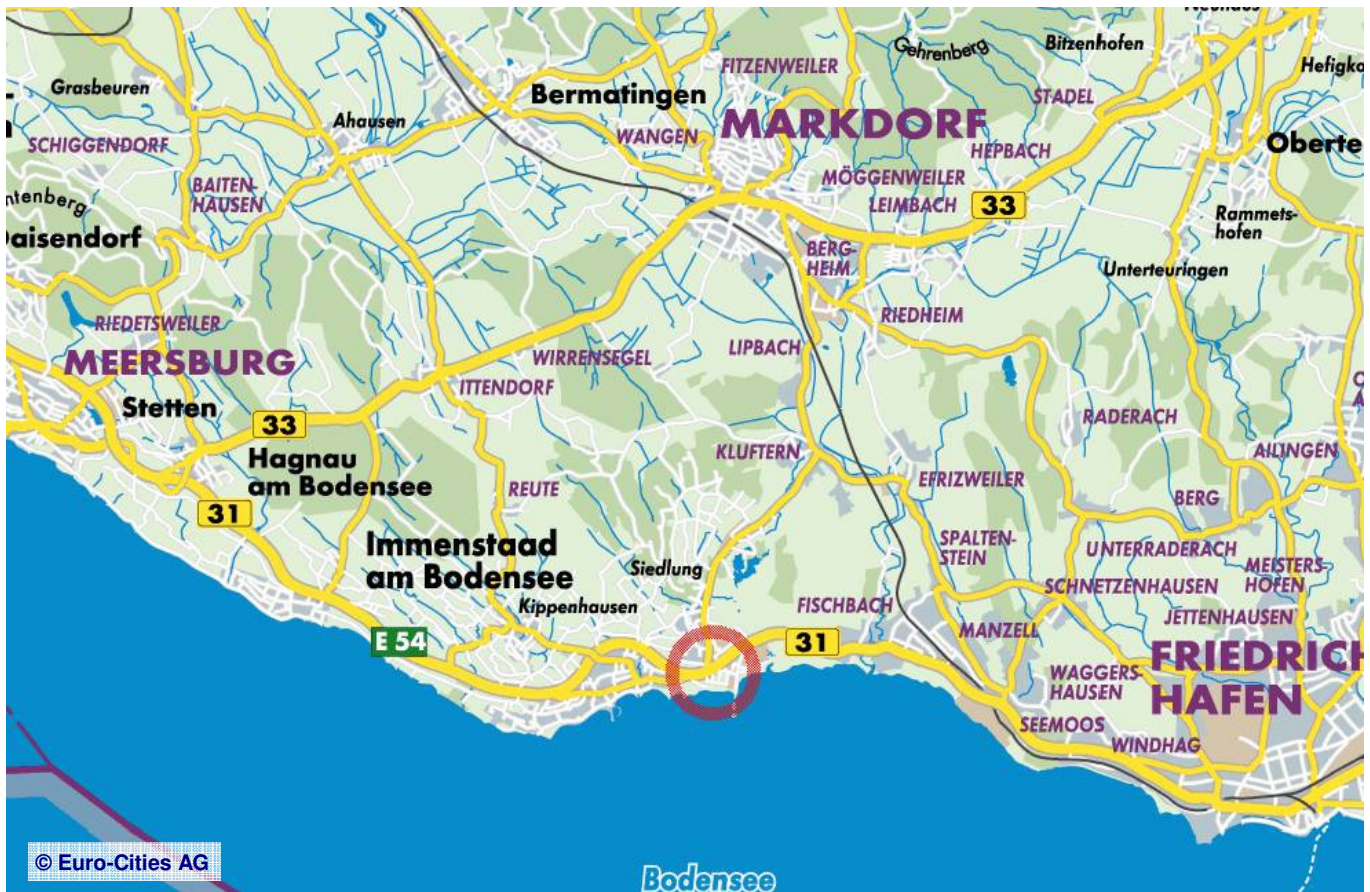 Gehrenberg
Bitzenhofen
Grasbeuren
FITZENWEILER
Bermatingen
STADEL
Ahausen
MARKDORF
SCHIGGENDORF
WANGEN
HEPBACH
Oberte
BAITEN-
HAUSEN
MÖGGENWEILER
LEIMBACH
33
Rammets-
hofen
aisendorf
BERG-
HEIM
Unterteuringen
RIEDETSWEILER
RIEDHEIM
MEERSBURG
WIRRENSEGEL
LIPBACH
ITTENDORF
Stetten
33
RADERACH
Hagnau
am Bodensee
KLUFTERN
AILINGEN
REUTE
EFRIZWEILER
BERG
31
Immenstaad
am Bodensee
Siedlung
SPALTEN-
STEIN
UNTERRADERACH
MEISTERS-
HOFEN
SCHNETZENHAUSEN
Kippenhausen
FISCHBACH
JETTENHAUSEN
E 54
31
MANZELL
FRIEDRICH
HAFEN
WAGGERS-
HAUSEN
SEEMOOS
WINDHAG
© Euro-Cities AG
Bodensee